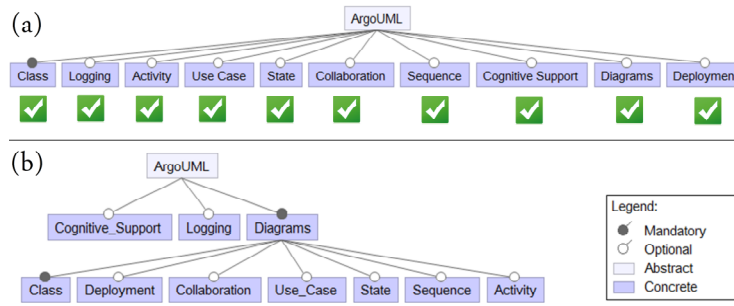 (a)
ArgoUML
Class Logging Activity Use Case State Collaboration Sequence Cognitive Support Diagrams Deployment
(b)
ArgoUML
Cognitive_Support Logging Diagrams
Class Deployment Collaboration Use_Case State Sequence Activity
Legend:
Mandatory
Optional
Abstract
Concrete